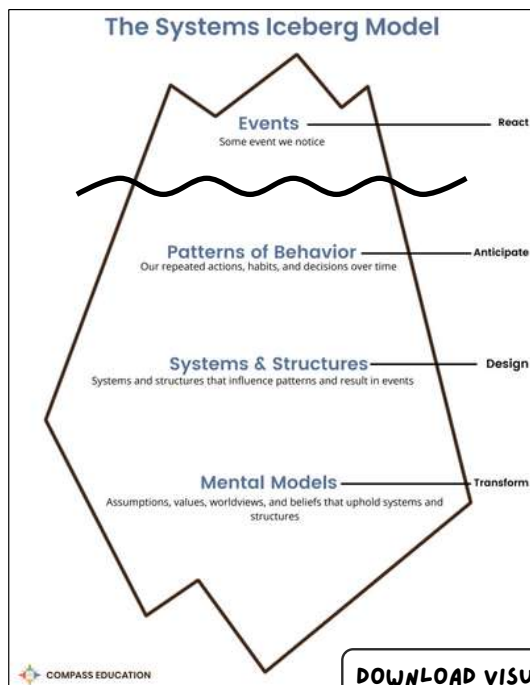 The Systems Iceberg Model
Events
React
Some event we notice
Patterns of Behavior
Anticipate
Our repeated actions, habits, and decisions over time
Systems & Structures
Design
Systems and structures that influence patterns and result in events
Mental Models
Transform
Assumptions, values, worldviews, and beliefs that uphold systems and
structures
COMPASS EDUCATION
DOWNLOAD